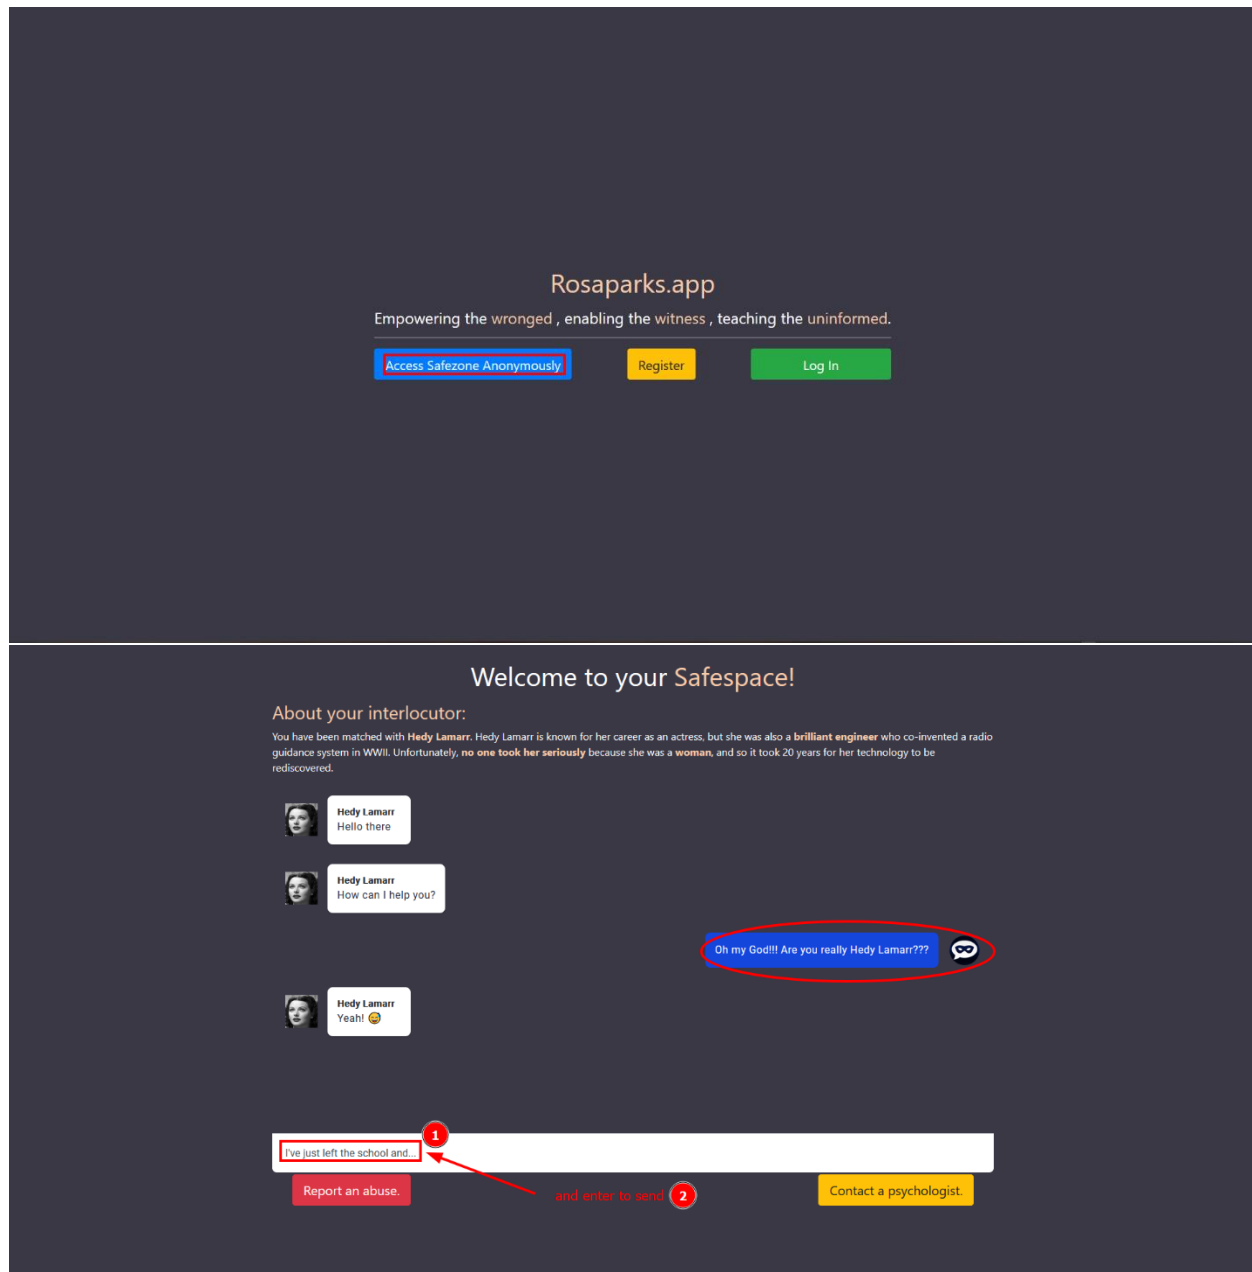 Rosaparks.app
Empowering the wronged , enabling the witness , teaching the uninformed.
Access Safezone Anonymously
Register
Log In
Welcome to your Safespace!
About your interlocutor:
You have been matched with Hedy Lamarr. Hedy Lamarr is known for her career as an actress, but she was also a brilliant engineer who co-invented a radio
guidance system in WWII. Unfortunately, no one took her seriously because she was a woman, and so it took 20 years for her technology to be
rediscovered.
Hedy Lamarr
Hello there
Hedy Lamarr
How can I help you?
Oh my God!!! Are you really Hedy Lamarr???
Hedy Lamarr
Yeah! 😅
1
I've just left the school and...
Report an abuse.
and enter to send 2
Contact a psychologist.